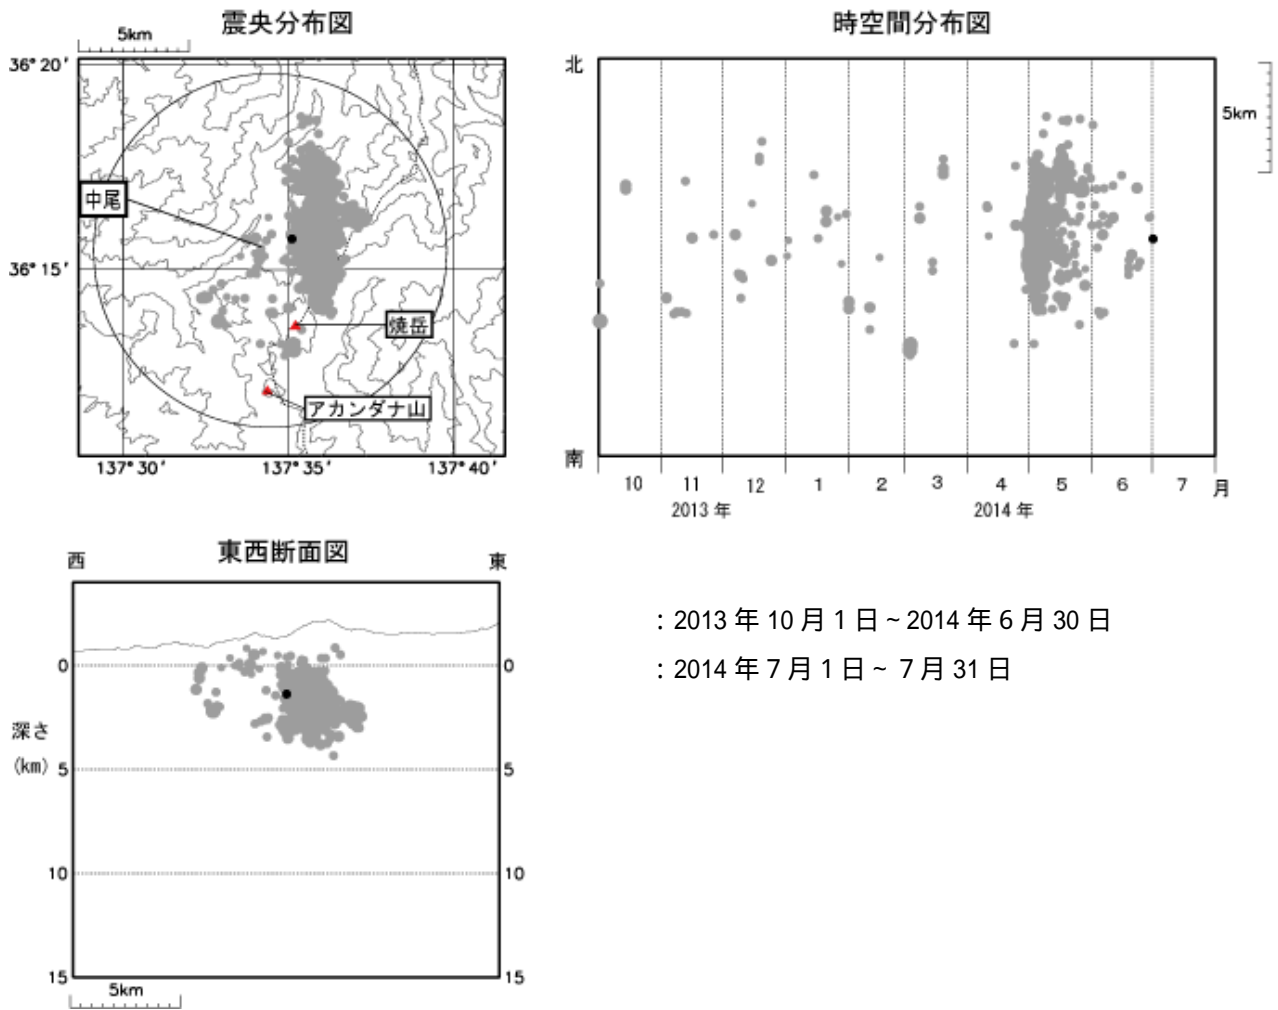 震央分布図
5km
36° 20′
中尾
36° 15′
焼岳
アカンダナ山
137° 30′ 137° 35′ 137° 40′
時空間分布図
北
5km
南
10 11 12 1 2 3 4 5 6 7 月
2013 年 2014 年
東西断面図
西 東
0 0
深さ
(km) 5 5
10 10
15 15
5km
：2013 年 10 月 1 日～2014 年 6 月 30 日
：2014 年 7 月 1 日～ 7 月 31 日